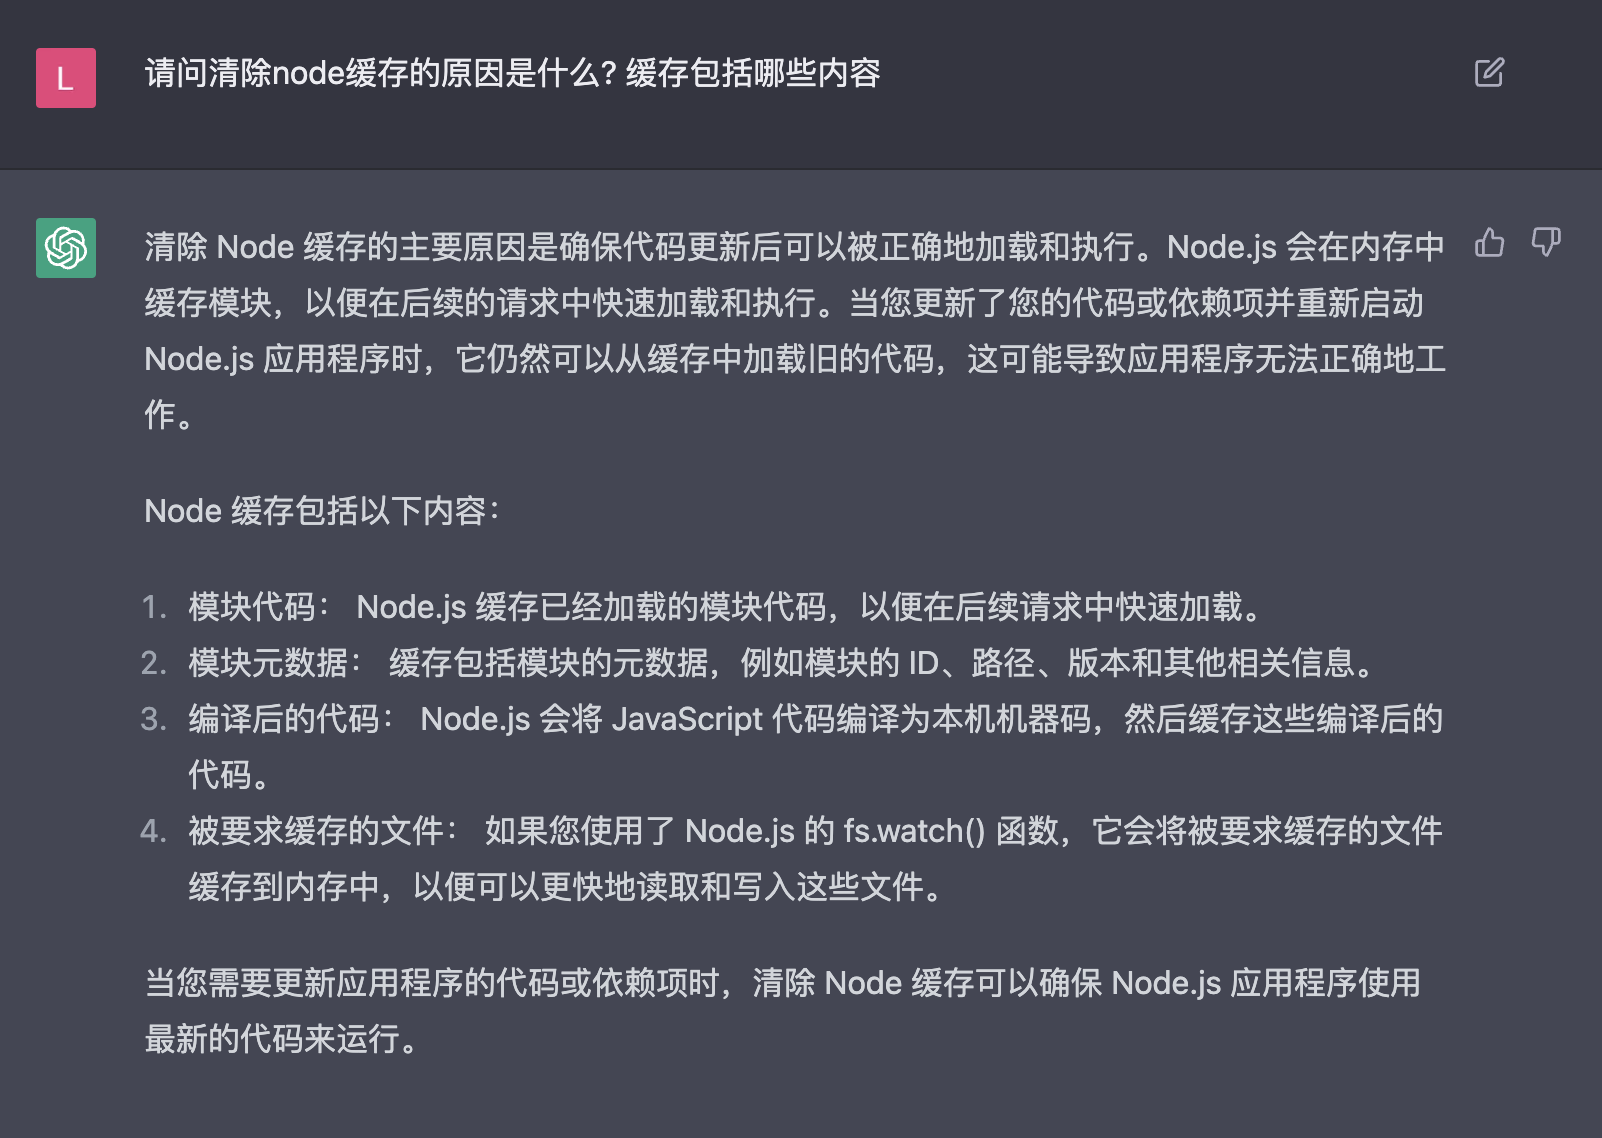 L
请问清除node缓存的原因是什么? 缓存包括哪些内容
清除 Node 缓存的主要原因是确保代码更新后可以被正确地加载和执行。Node.js 会在内存中
缓存模块，以便在后续的请求中快速加载和执行。当您更新了您的代码或依赖项并重新启动
Node.js 应用程序时，它仍然可以从缓存中加载旧的代码，这可能导致应用程序无法正确地工
作。
Node 缓存包括以下内容：
1. 模块代码： Node.js 缓存已经加载的模块代码，以便在后续请求中快速加载。
2. 模块元数据： 缓存包括模块的元数据，例如模块的 ID、路径、版本和其他相关信息。
3. 编译后的代码： Node.js 会将 JavaScript 代码编译为本机机器码，然后缓存这些编译后的
代码。
4. 被要求缓存的文件： 如果您使用了 Node.js 的 fs.watch() 函数，它会将被要求缓存的文件
缓存到内存中，以便可以更快地读取和写入这些文件。
当您需要更新应用程序的代码或依赖项时，清除 Node 缓存可以确保 Node.js 应用程序使用
最新的代码来运行。